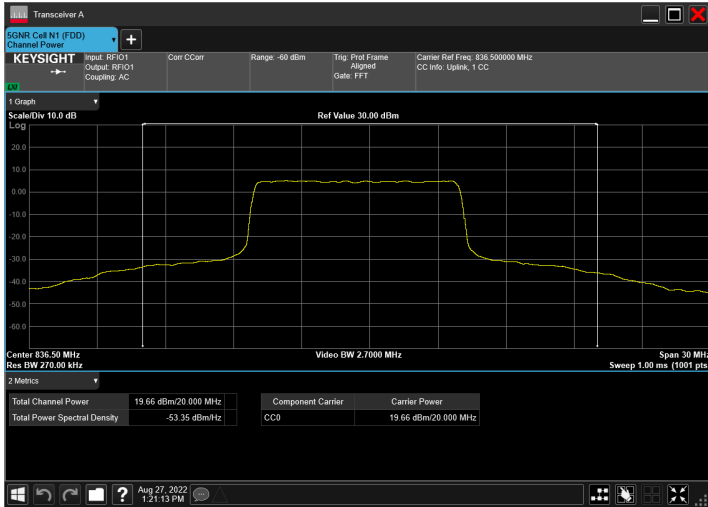 Transceiver A
5GNR Cell N1 (FDD)
Channel Power
KEYSIGHT
LXI
Input: RFIO1
Output: RFIO1
Coupling: AC
Corr CCorr
Range: -60 dBm
Trig: Prot Frame
Aligned
Gate: FFT
Carrier Ref Freq: 836.500000 MHz
CC Info: Uplink, 1 CC
1 Graph
Scale/Div 10.0 dB
Ref Value 30.00 dBm
Log
20.0
10.0
0.00
-10.0
-20.0
-30.0
-40.0
-50.0
-60.0
Center 836.50 MHz
Video BW 2.7000 MHz
Span 30 MHz
Res BW 270.00 kHz
Sweep 1.00 ms (1001 pts
2 Metrics
Total Channel Power 19.66 dBm/20.000 MHz
Total Power Spectral Density -53.35 dBm/Hz
Component Carrier Carrier Power
CC0 19.66 dBm/20.000 MHz
?
Aug 27, 2022
1:21:13 PM